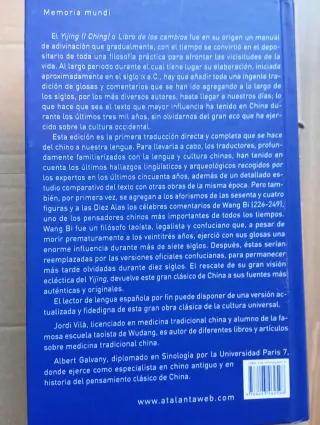 Memoria mundi
El Yijing (I Ching) o Libro de los cambios fue en su origen un manual
de adivinación que gradualmente, con el tiempo se convirtió en el depo-
sitario de toda una filosofía práctica para afrontar las vicisitudes de la
vida. Al largo periodo durante el cual tiene lugar su elaboración, iniciada
aproximadamente en el siglo IX a.C., hay que añadir toda una ingente tra-
dición de glosas y comentarios que se han ido agregando a lo largo de
los siglos, por los más diversos autores, hasta llegar a nuestros días; lo
que hace que sea el texto que mayor influencia ha tenido en China du-
rante los últimos tres mil años, sin olvidarnos del gran eco que ha ejer-
cido sobre la cultura occidental.
Esta edición es la primera traducción directa y completa que se hace
del chino a nuestra lengua. Para llevarla a cabo, los traductores, profun-
damente familiarizados con la lengua y cultura chinas, han tenido en
cuenta los últimos hallazgos lingüísticos y arqueológicos recogidos por
los expertos en los últimos cincuenta años, además de un detallado es-
tudio comparativo del texto con otras obras de la misma época. Pero tam-
bién, por primera vez, se agregan a los aforismos de las sesenta y cuatro
figuras y a las Diez Alas los célebres comentarios de Wang Bi (226-249),
uno de los pensadores chinos más importantes de todos los tiempos.
Wang Bi fue un filósofo taoísta, legalista y confuciano que, a pesar de
morir prematuramente a los veintitrés años, ejerció con sus glosas una
enorme influencia durante más de siete siglos. Después, éstas serían
reemplazadas por las versiones oficiales confucianas, para permanecer
más tarde olvidadas durante diez siglos. El rescate de su gran visión
ecléctica del Yijing, devuelve este gran clásico de China a sus fuentes más
auténticas y originales.
El lector de lengua española por fin puede disponer de una versión ac-
tualizada y fidedigna de esta gran obra clásica de la cultura universal.
Jordi Vilà, licenciado en medicina tradicional china y alumno de la fa-
mosa escuela taoísta de Wudang, es autor de diferentes libros y artículos
sobre medicina tradicional china.
Albert Galvany, diplomado en Sinología por la Universidad Paris 7,
donde ejerce como especialista en chino antiguo y en
historia del pensamiento clásico de China.
www.atalantaweb.com